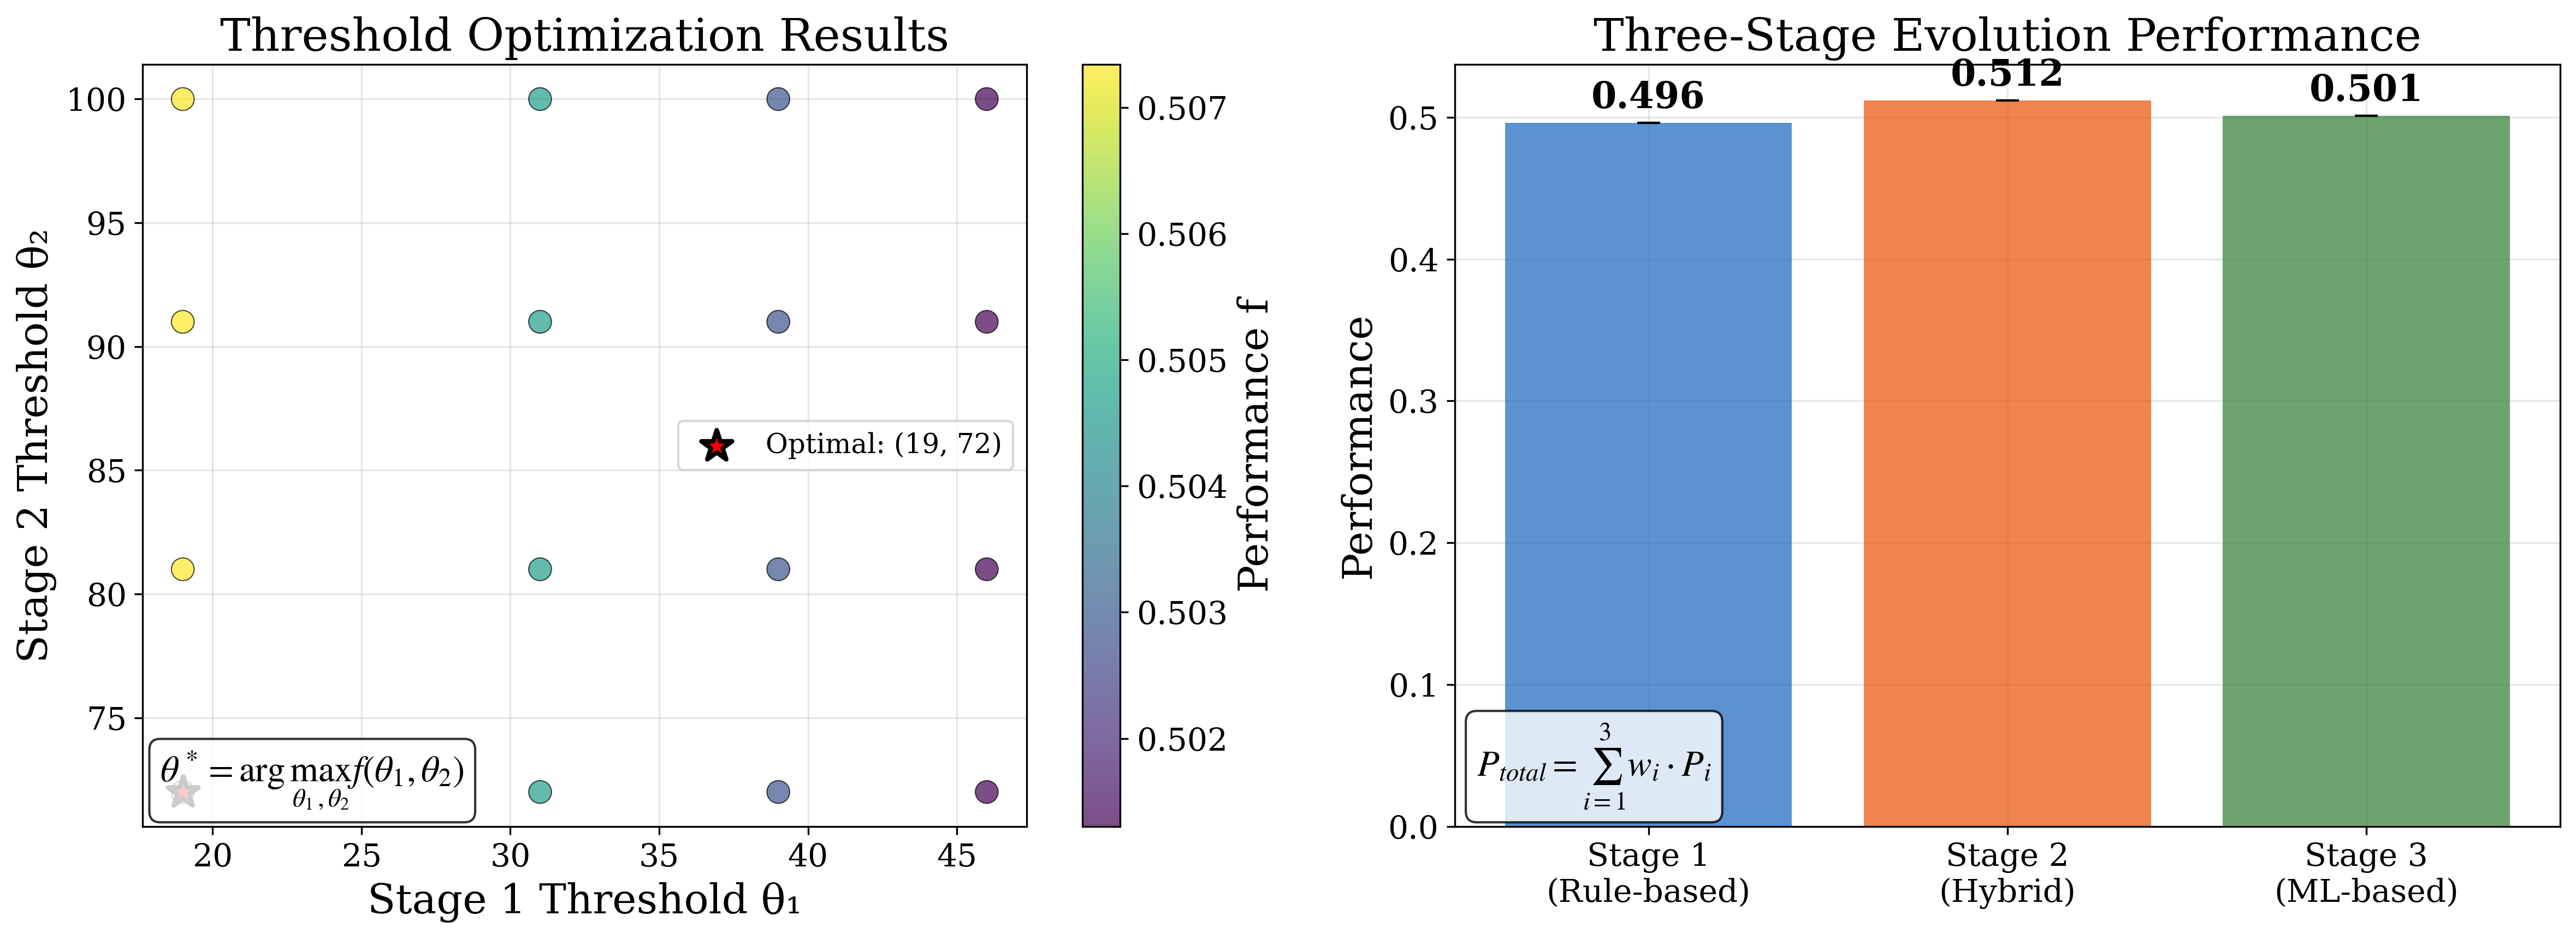 Threshold Optimization Results
Stage 2 Threshold θ₂
100
95
90
85
80
75
Optimal: (19, 72)
θ* = arg max f(θ₁, θ₂)
θ₁, θ₂
20
25
30
35
40
45
Stage 1 Threshold θ₁
0.507
0.506
0.505
0.504
0.503
0.502
Performance f
Three-Stage Evolution Performance
Performance
0.5
0.4
0.3
0.2
0.1
0.0
0.496
0.512
0.501
3
P_total = Σ w_i · P_i
i = 1
Stage 1
(Rule-based)
Stage 2
(Hybrid)
Stage 3
(ML-based)